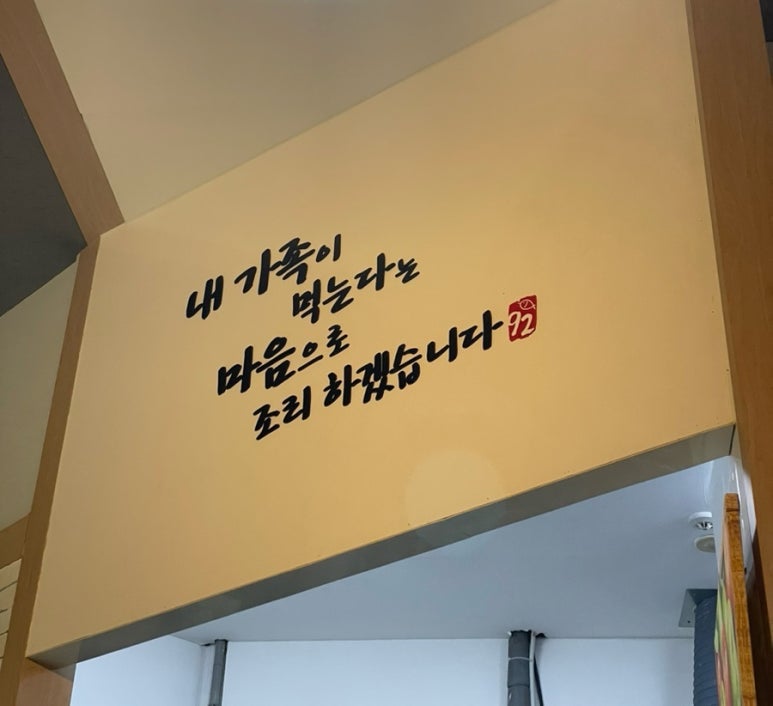 내 가족이
먹는다는
마음으로
조리 하겠습니다 92